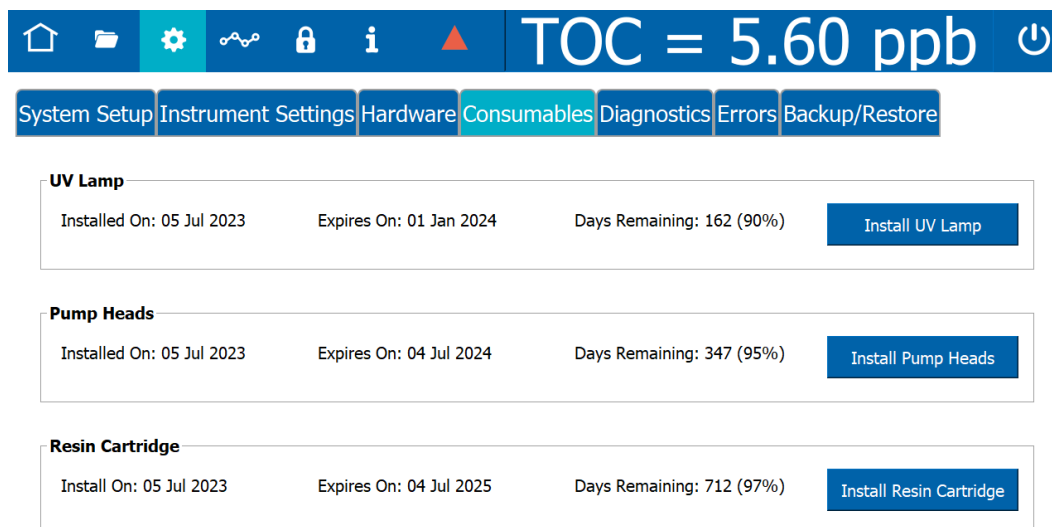 TOC = 5.60 ppb
System Setup Instrument Settings Hardware Consumables Diagnostics Errors Backup/Restore
UV Lamp
Installed On: 05 Jul 2023 Expires On: 01 Jan 2024 Days Remaining: 162 (90%) Install UV Lamp
Pump Heads
Installed On: 05 Jul 2023 Expires On: 04 Jul 2024 Days Remaining: 347 (95%) Install Pump Heads
Resin Cartridge
Install On: 05 Jul 2023 Expires On: 04 Jul 2025 Days Remaining: 712 (97%) Install Resin Cartridge